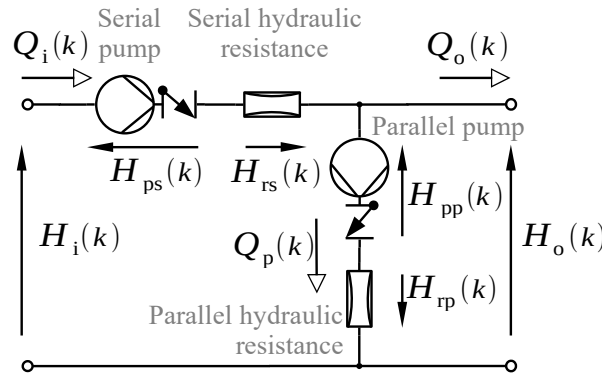 Serial
pump
Serial hydraulic
resistance
Q_i(k)
Q_o(k)
Parallel pump
H_ps(k)
H_rs(k)
H_pp(k)
H_i(k)
Q_p(k)
H_o(k)
H_rp(k)
Parallel hydraulic
resistance